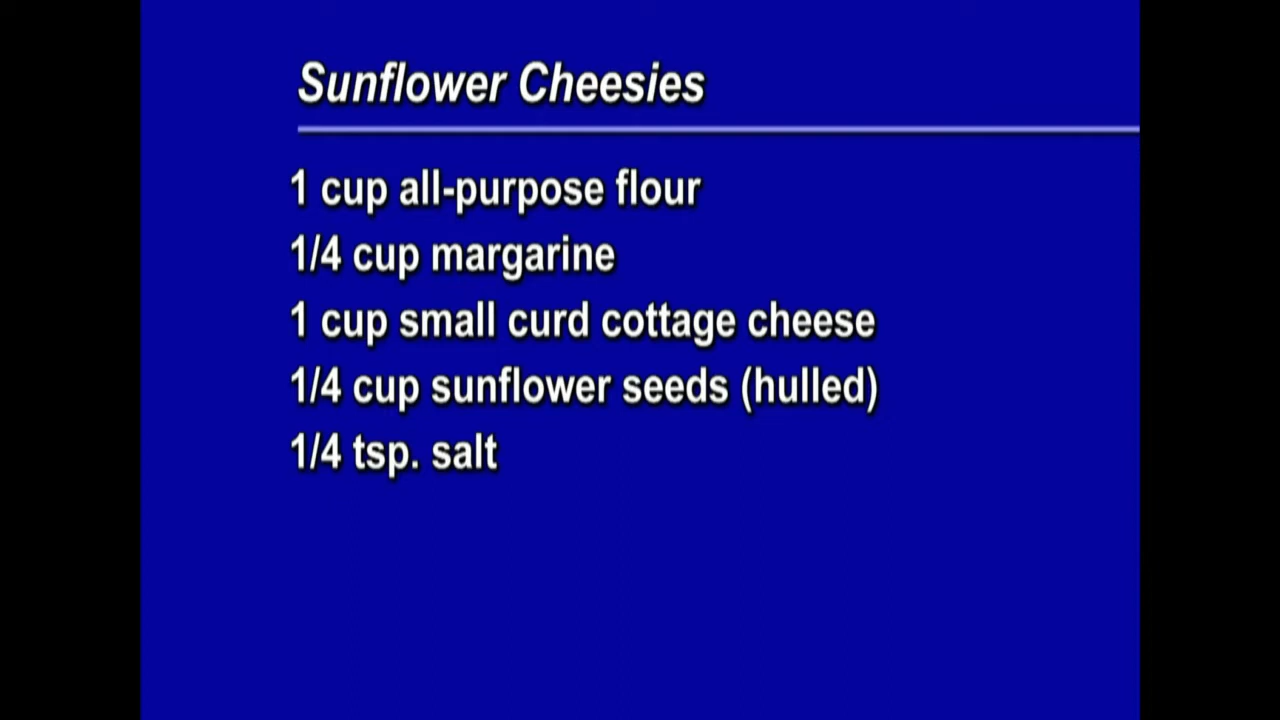 Sunflower Cheesies
1 cup all-purpose flour
1/4 cup margarine
1 cup small curd cottage cheese
1/4 cup sunflower seeds (hulled)
1/4 tsp. salt